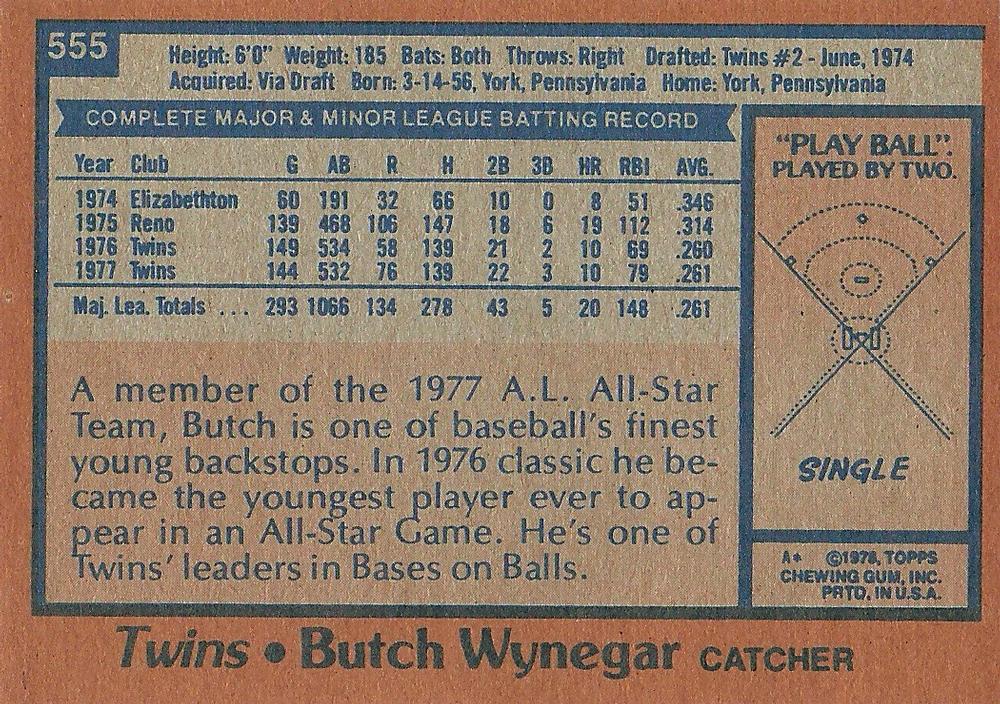 555
Height: 6'0" Weight: 185 Bats: Both Throws: Right Drafted: Twins #2 - June, 1974
Acquired: Via Draft Born: 3-14-56, York, Pennsylvania Home: York, Pennsylvania
COMPLETE MAJOR & MINOR LEAGUE BATTING RECORD
Year Club G AB R H 2B 3B HR RBI AVG.
1974 Elizabethton 60 191 32 66 10 0 8 51 .346
1975 Reno 139 468 106 147 18 6 19 112 .314
1976 Twins 149 534 58 139 21 2 10 69 .260
1977 Twins 144 532 76 139 22 3 10 79 .261
Maj. Lea. Totals . . . 293 1066 134 278 43 5 20 148 .261
A member of the 1977 A.L. All-Star
Team, Butch is one of baseball's finest
young backstops. In 1976 classic he be-
came the youngest player ever to ap-
pear in an All-Star Game. He's one of
Twins' leaders in Bases on Balls.
"PLAY BALL".
PLAYED BY TWO.
SINGLE
A* ©1978, TOPPS
CHEWING GUM, INC.
PRTD. IN U.S.A.
Twins • Butch Wynegar CATCHER